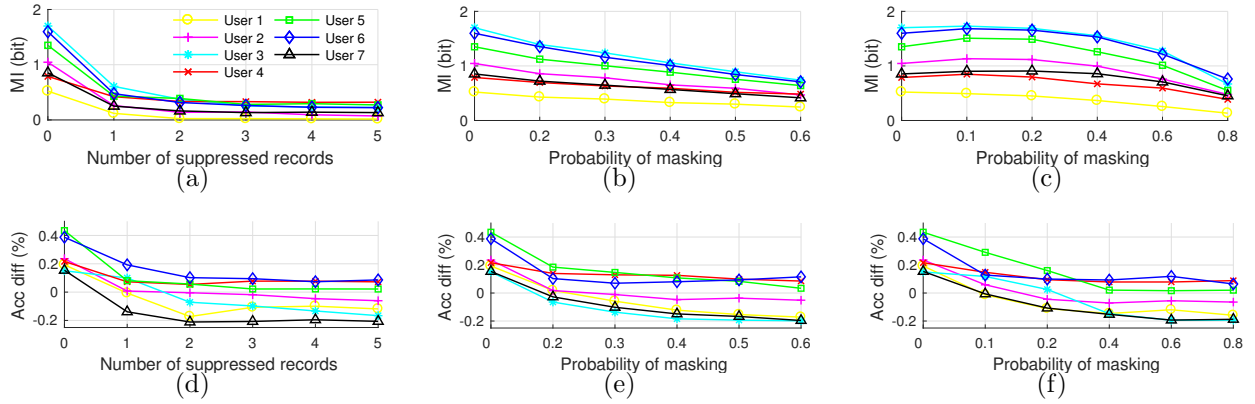 MI (bit)
2
1
0
User 1
User 2
User 3
User 4
User 5
User 6
User 7
0 1 2 3 4 5
Number of suppressed records
(a)
MI (bit)
2
1
0
0 0.2 0.3 0.4 0.5 0.6
Probability of masking
(b)
MI (bit)
2
1
0
0 0.1 0.2 0.4 0.6 0.8
Probability of masking
(c)
Acc diff (%)
0.4
0.2
0
-0.2
0 1 2 3 4 5
Number of suppressed records
(d)
Acc diff (%)
0.4
0.2
0
-0.2
0 0.2 0.3 0.4 0.5 0.6
Probability of masking
(e)
Acc diff (%)
0.4
0.2
0
-0.2
0 0.1 0.2 0.4 0.6 0.8
Probability of masking
(f)